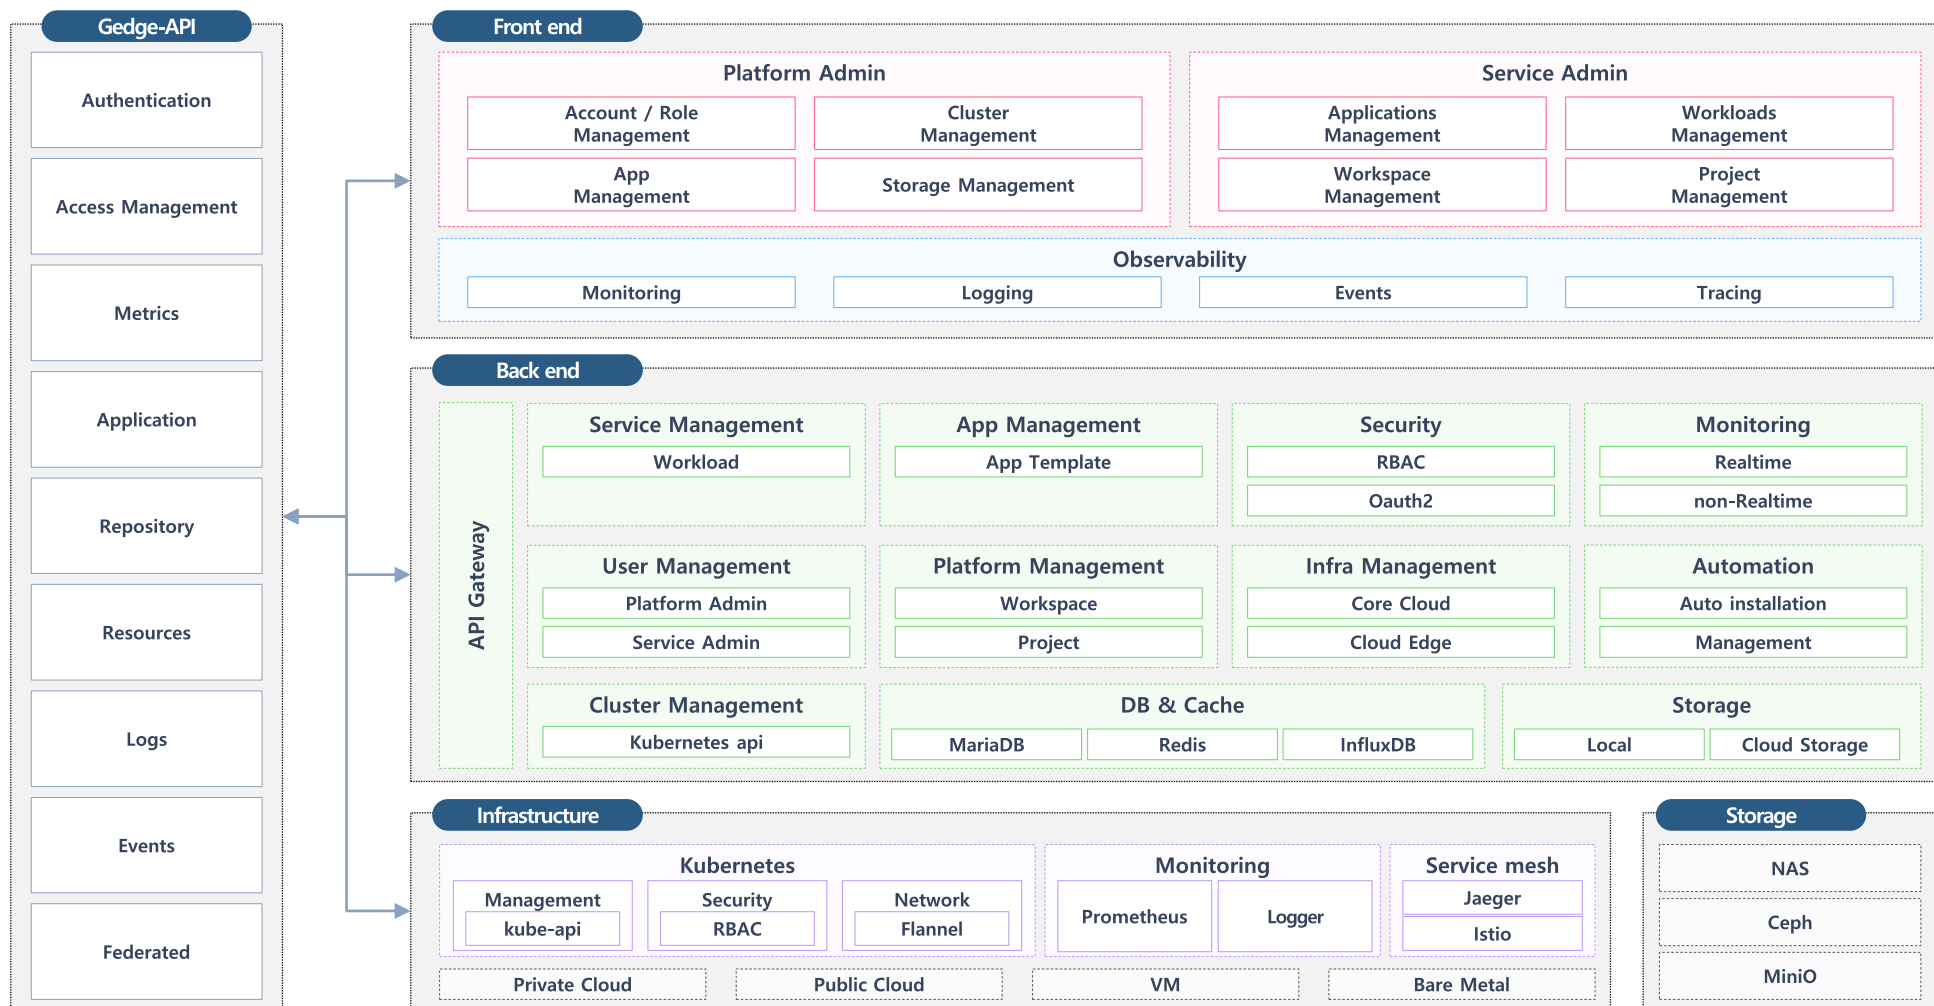 Gedge-API
Authentication
Access Management
Metrics
Application
Repository
Resources
Logs
Events
Federated
Front end
Platform Admin
Account / Role
Management
Cluster
Management
App
Management
Storage Management
Service Admin
Applications
Management
Workloads
Management
Workspace
Management
Project
Management
Observability
Monitoring
Logging
Events
Tracing
Back end
API Gateway
Service Management
Workload
App Management
App Template
Security
RBAC
Oauth2
Monitoring
Realtime
non-Realtime
User Management
Platform Admin
Service Admin
Platform Management
Workspace
Project
Infra Management
Core Cloud
Cloud Edge
Automation
Auto installation
Management
Cluster Management
Kubernetes api
DB & Cache
MariaDB
Redis
InfluxDB
Storage
Local
Cloud Storage
Infrastructure
Kubernetes
Management
kube-api
Security
RBAC
Network
Flannel
Monitoring
Prometheus
Logger
Service mesh
Jaeger
Istio
Private Cloud
Public Cloud
VM
Bare Metal
Storage
NAS
Ceph
MiniO